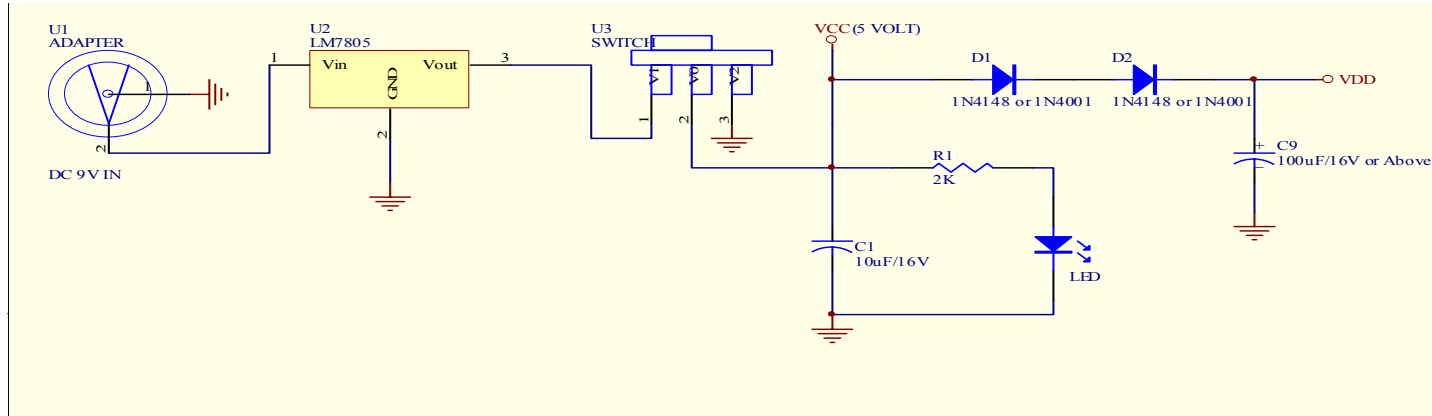 U1
ADAPTER
1
2
DC 9V IN
U2
LM7805
1
Vin
Vout
3
GND
2
U3
SWITCH
V1
V0
V2
1
2
3
VCC(5 VOLT)
D1
1N4148 or 1N4001
D2
1N4148 or 1N4001
VDD
R1
2K
C9
100uF/16V or Above
C1
10uF/16V
LED